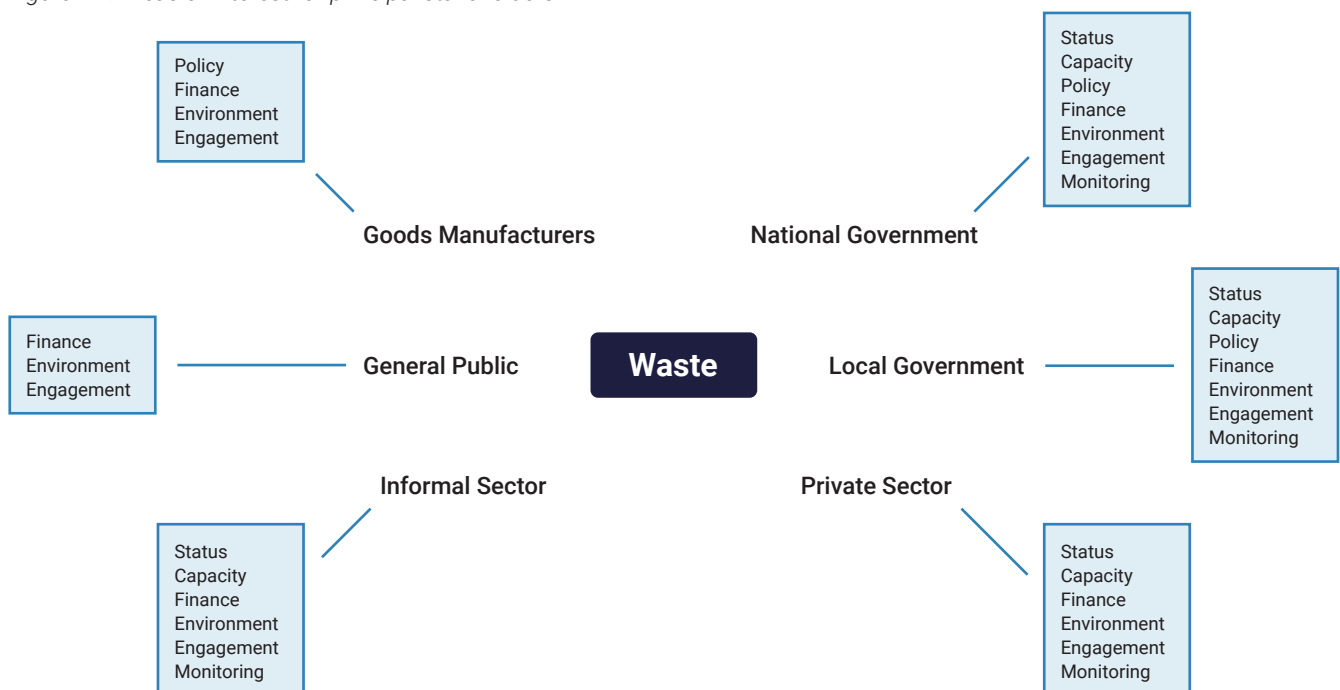 Policy
Finance
Environment
Engagement
Status
Capacity
Policy
Finance
Environment
Engagement
Monitoring
Goods Manufacturers
National Government
Finance
Environment
Engagement
General Public
Waste
Local Government
Status
Capacity
Policy
Finance
Environment
Engagement
Monitoring
Informal Sector
Private Sector
Status
Capacity
Finance
Environment
Engagement
Monitoring
Status
Capacity
Finance
Environment
Engagement
Monitoring